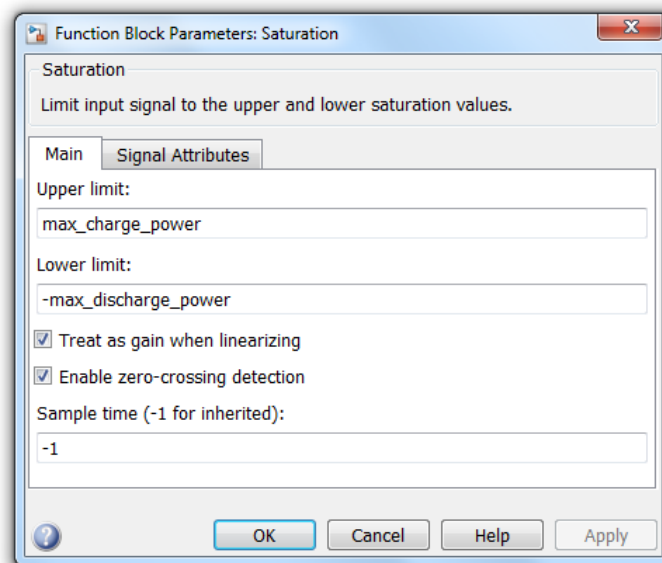 Function Block Parameters: Saturation
Saturation
Limit input signal to the upper and lower saturation values.
Main
Signal Attributes
Upper limit:
max_charge_power
Lower limit:
-max_discharge_power
Treat as gain when linearizing
Enable zero-crossing detection
Sample time (-1 for inherited):
-1
OK
Cancel
Help
Apply